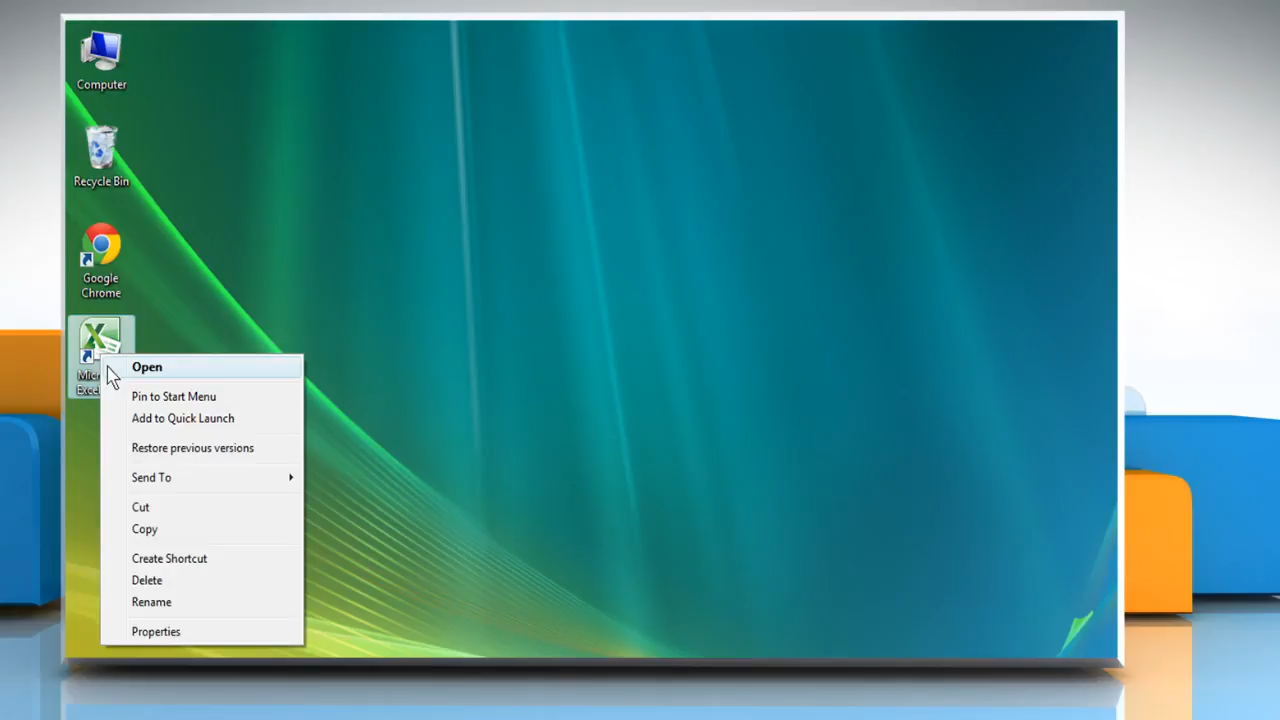 Computer
Recycle Bin
Google
Chrome
Open
Pin to Start Menu
Add to Quick Launch
Restore previous versions
Send To
Cut
Copy
Create Shortcut
Delete
Rename
Properties